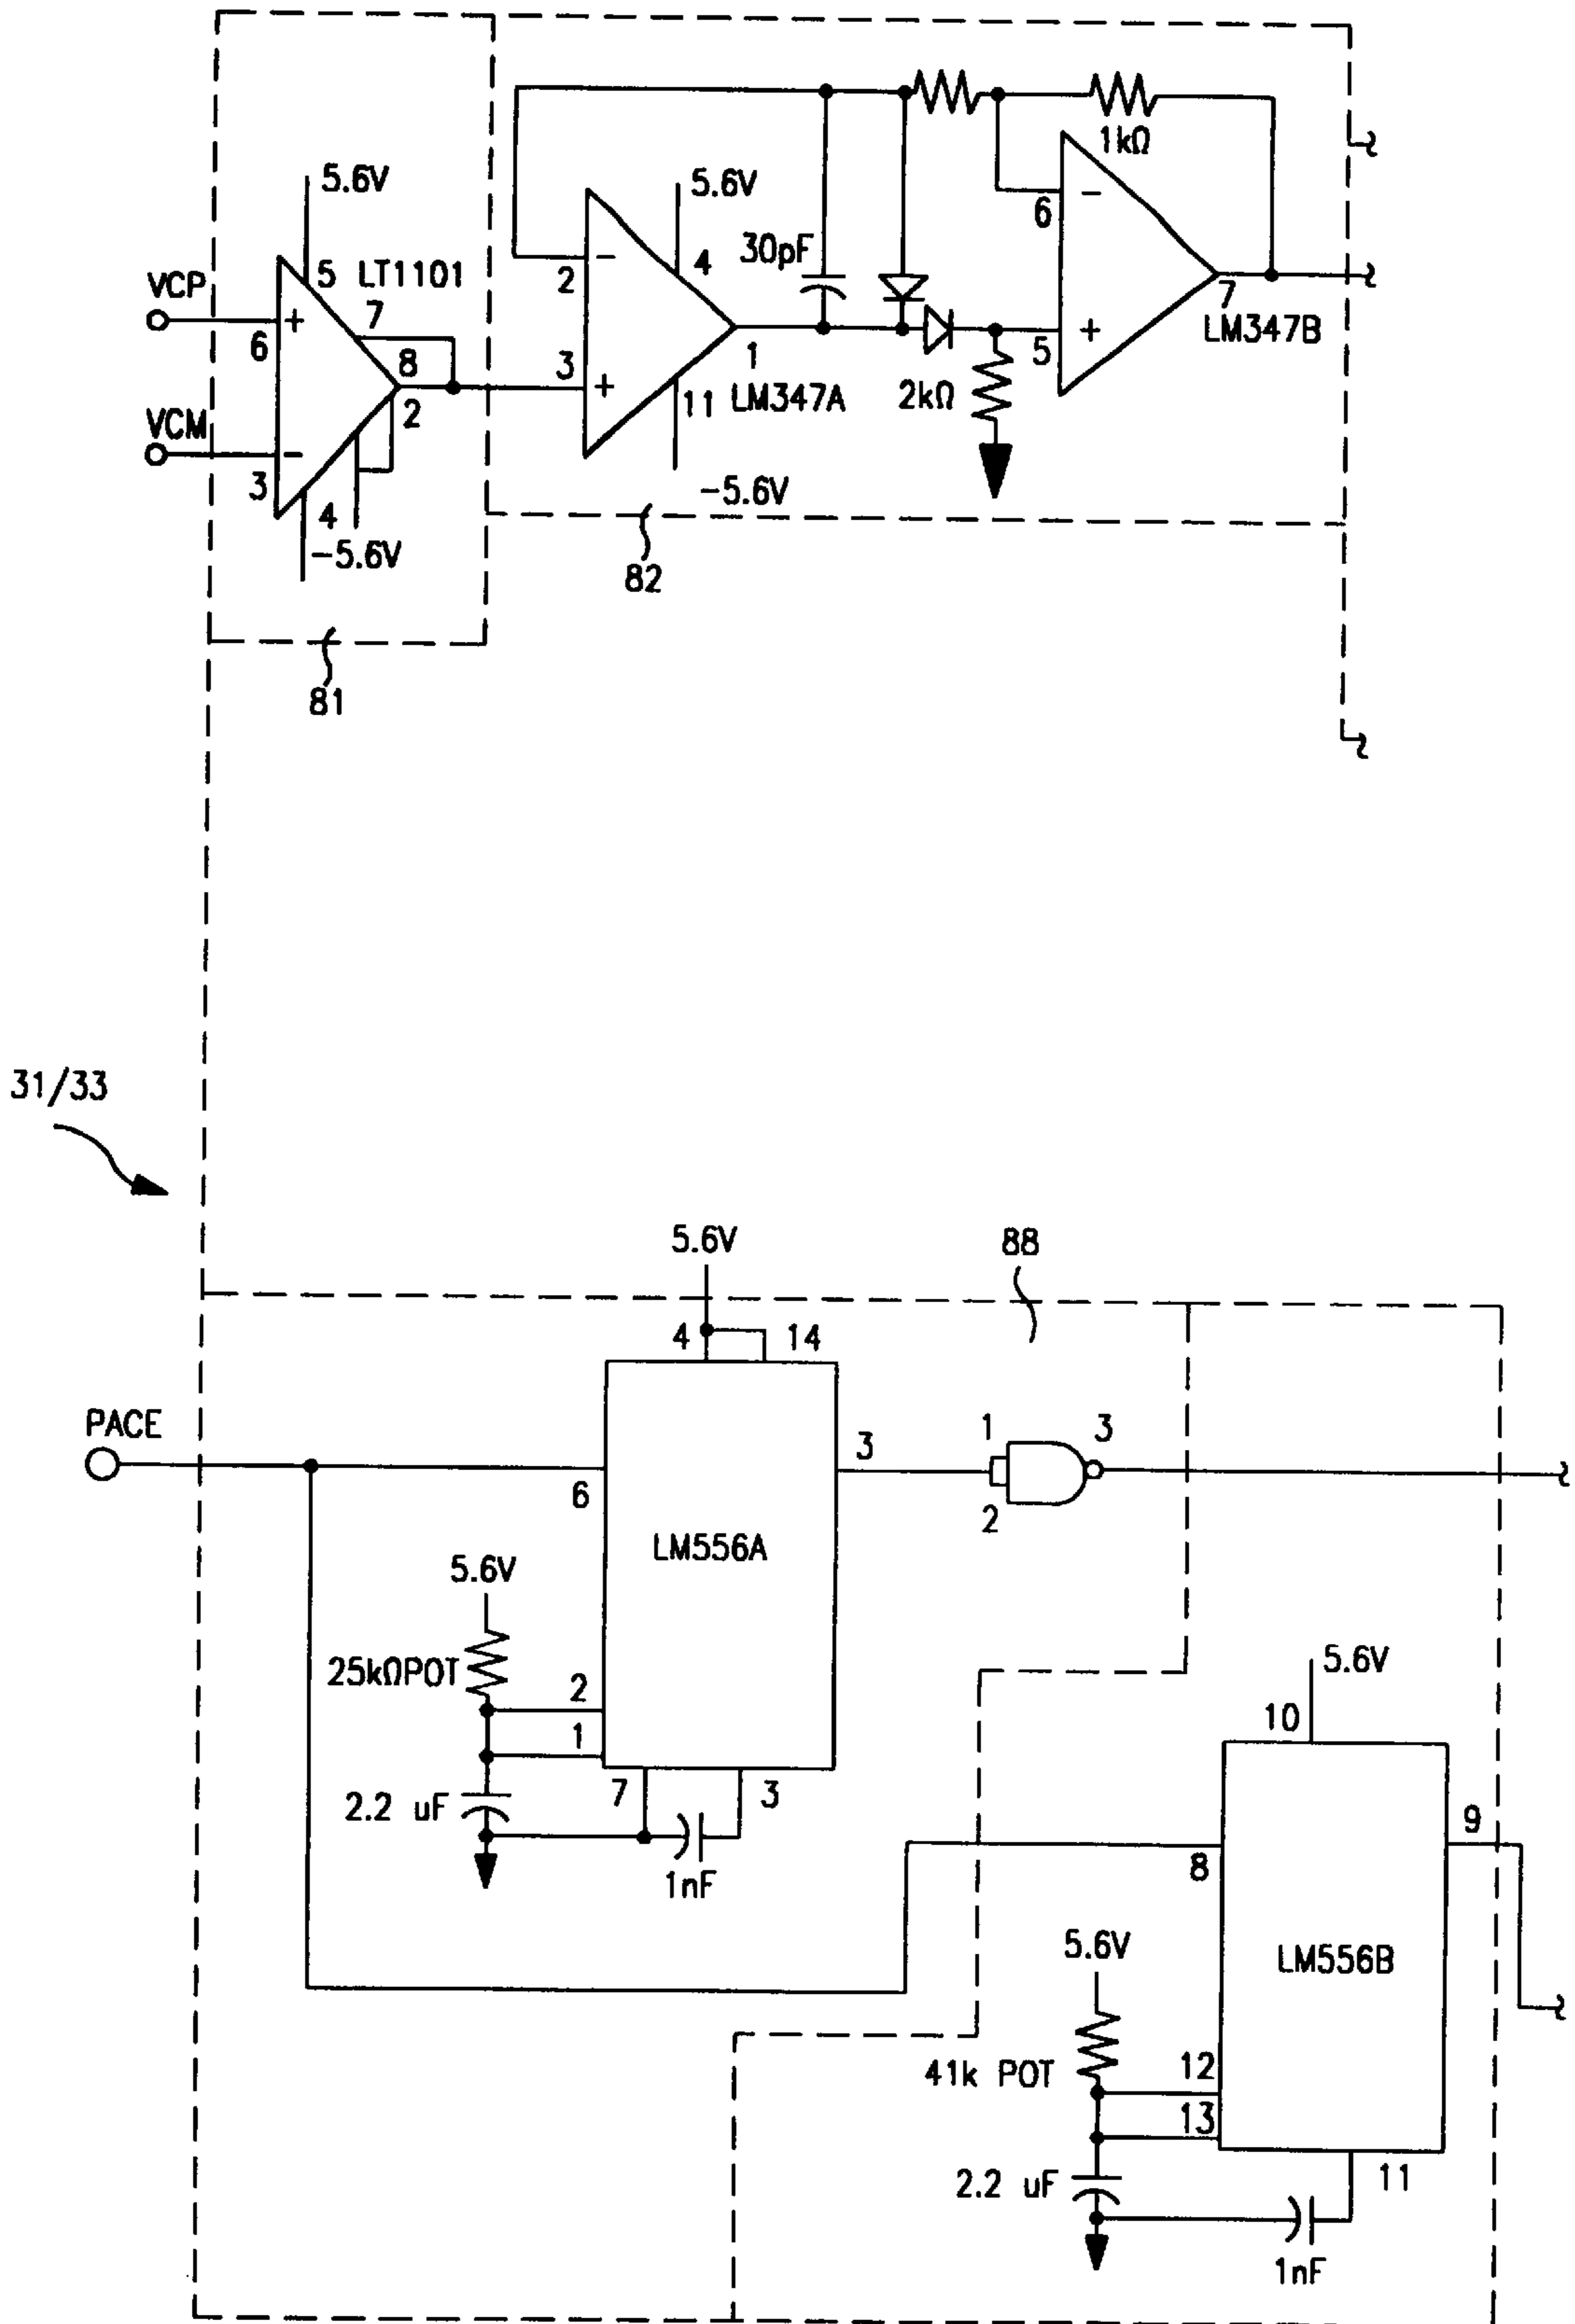 1kΩ
5.6V
5.6V
30pF
6
−
4
− 2
5 LT1101
VCP
7
+
6
8
7
LM347B
5
+
1
LM347A
3
+
2kΩ
2
11
VCM
−
3
−5.6V
4
−5.6V
82
81
31/33
5.6V
88
4
14
PACE
1
3
3
6
2
LM556A
5.6V
25kΩPOT
2
5.6V
10
1
2.2 uF
7
3
9
8
1nF
5.6V
LM556B
41k POT
12
13
2.2 uF
11
1nF